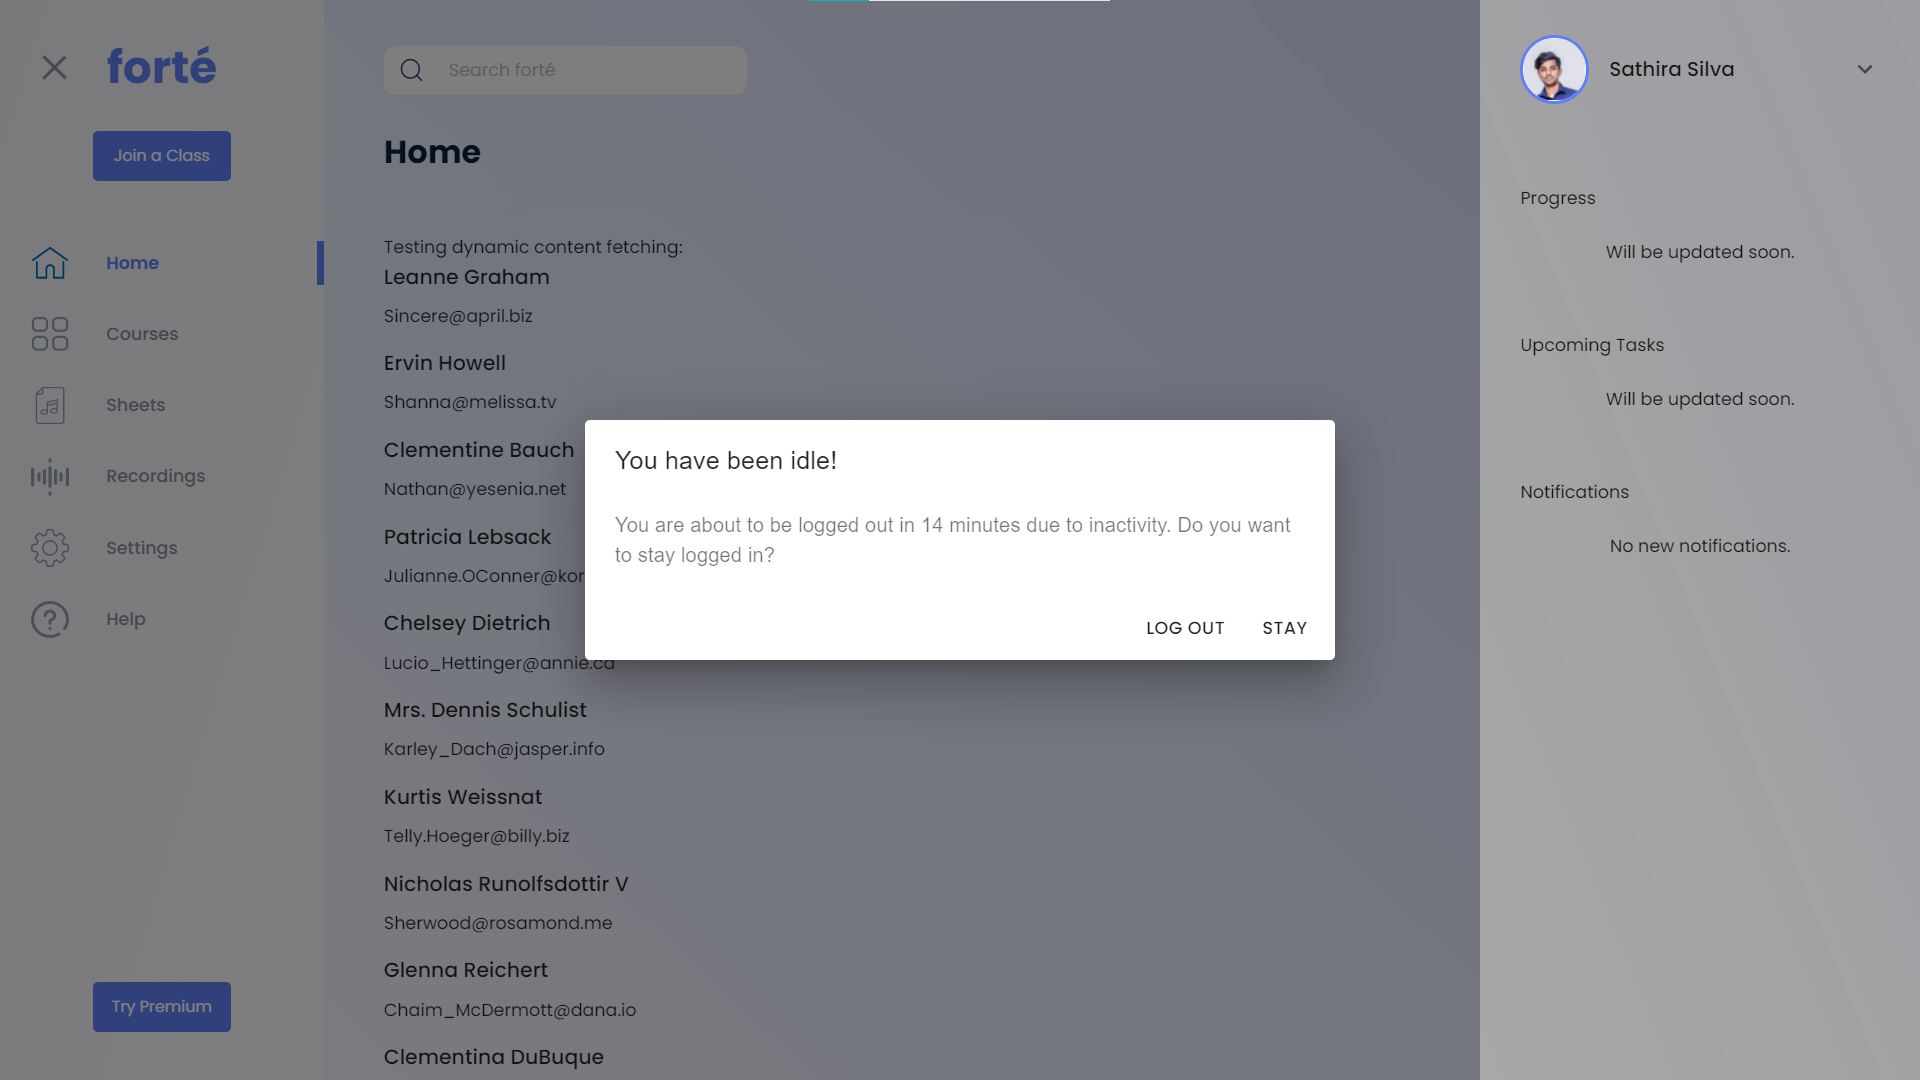 forté
Join a Class
Home
Courses
Sheets
Recordings
Settings
Help
Try Premium
Search forté
Home
Testing dynamic content fetching:
Leanne Graham
Sincere@april.biz
Ervin Howell
Shanna@melissa.tv
Clementine Bauch
Nathan@yesenia.net
Patricia Lebsack
Julianne.OConner@kor
Chelsey Dietrich
Lucio_Hettinger@annie.ca
Mrs. Dennis Schulist
Karley_Dach@jasper.info
Kurtis Weissnat
Telly.Hoeger@billy.biz
Nicholas Runolfsdottir V
Sherwood@rosamond.me
Glenna Reichert
Chaim_McDermott@dana.io
Clementina DuBuque
You have been idle!
You are about to be logged out in 14 minutes due to inactivity. Do you want
to stay logged in?
LOG OUT
STAY
Sathira Silva
Progress
Will be updated soon.
Upcoming Tasks
Will be updated soon.
Notifications
No new notifications.